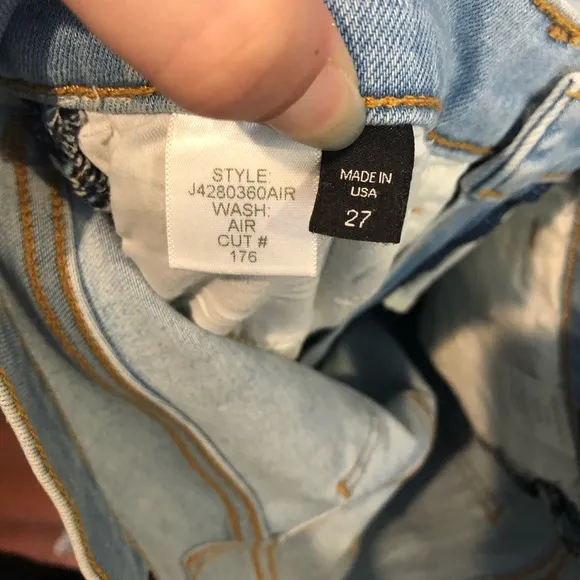 STYLE:
J4280360AIR
WASH:
AIR
CUT #
176
MADE IN
USA
27